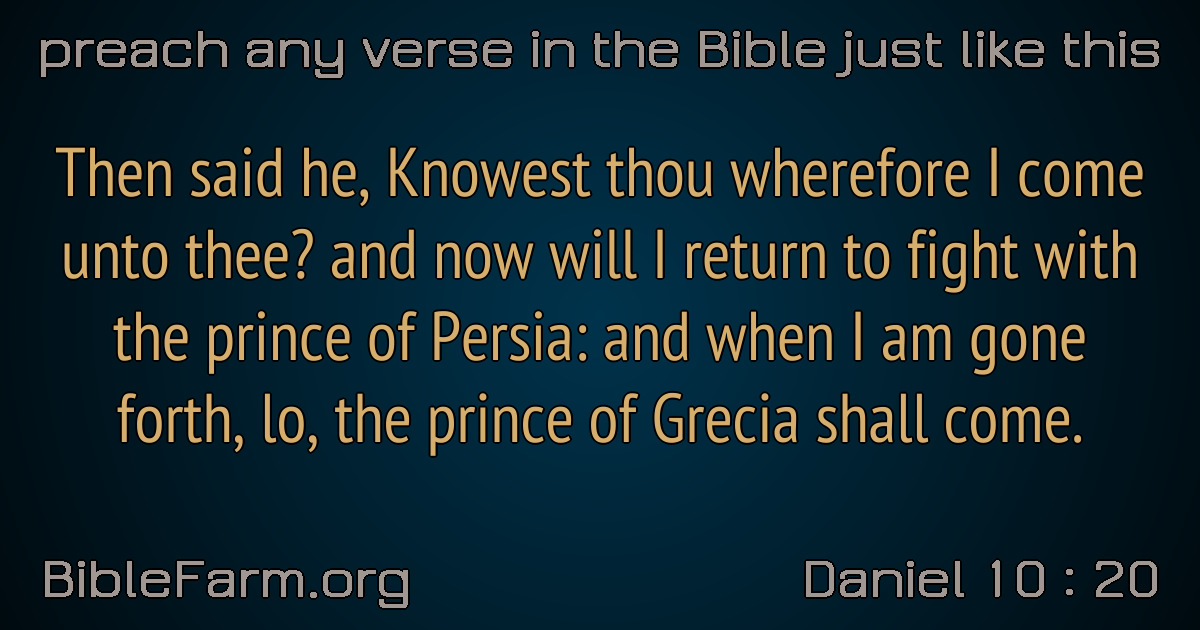 preach any verse in the Bible just like this
Then said he, Knowest thou wherefore I come
unto thee? and now will I return to fight with
the prince of Persia: and when I am gone
forth, lo, the prince of Grecia shall come.
BibleFarm.org
Daniel 10 : 20